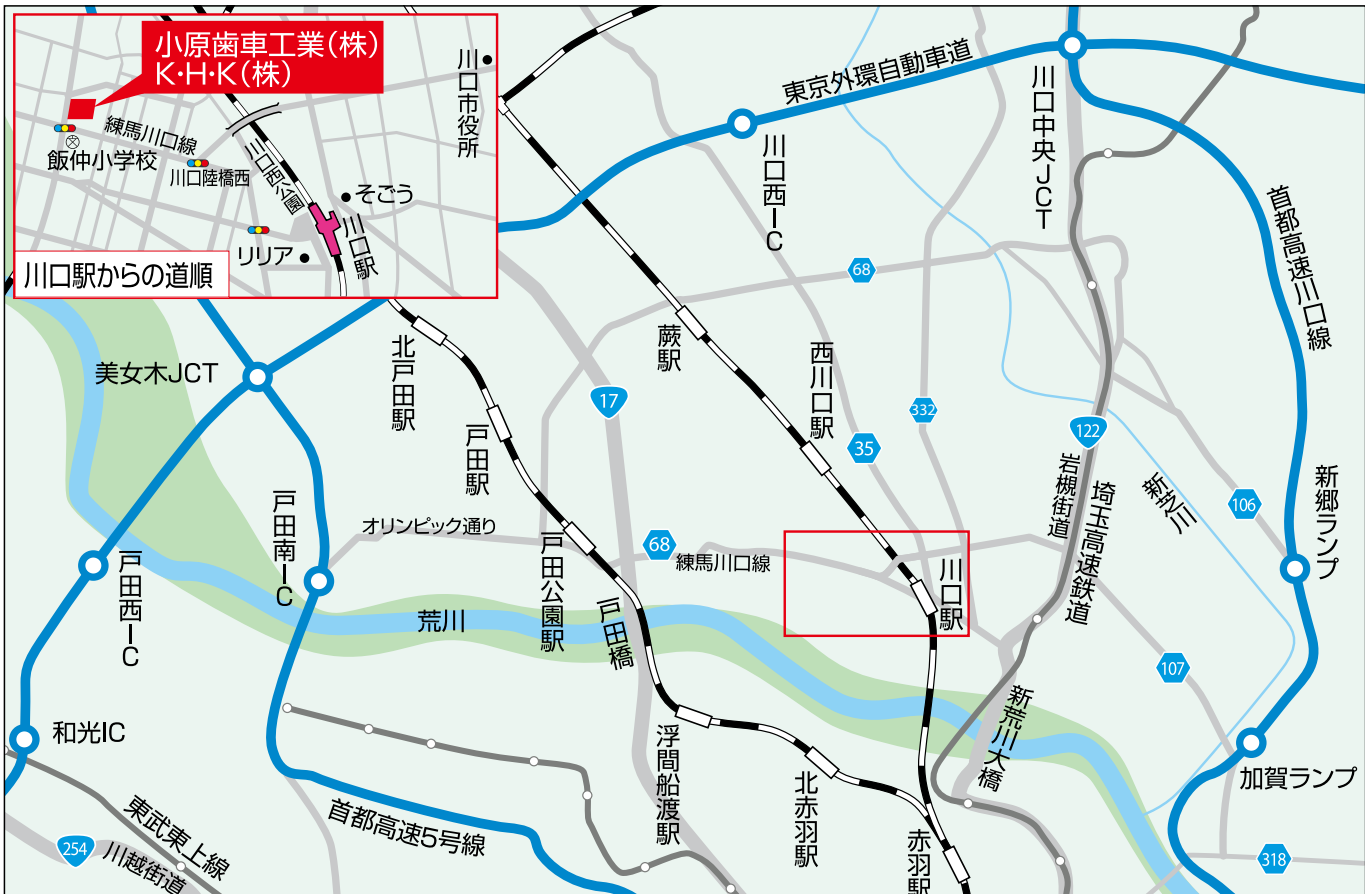 小原歯車工業(株)
K・H・K(株)
川口市役所
練馬川口線
飯仲小学校
川口陸橋西
川口西公園
そごう
川口駅
リリア
川口駅からの道順
東京外環自動車道
川口中央JCT
川口西IC
首都高速川口線
68
蕨駅
西川口駅
北戸田駅
美女木JCT
17
332
戸田駅
35
122
岩槻街道
埼玉高速鉄道
新芝川
106
新郷ランプ
戸田南IC
オリンピック通り
戸田公園駅
68
練馬川口線
川口駅
戸田西IC
荒川
戸田橋
107
新荒川大橋
和光IC
浮間船渡駅
北赤羽駅
加賀ランプ
東武東上線
首都高速5号線
赤羽駅
254
川越街道
318